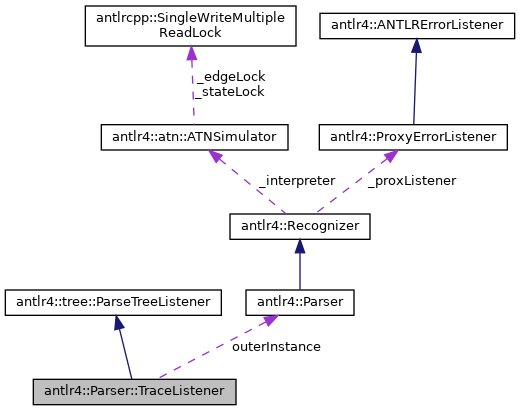 antlrcpp::SingleWriteMultiple
ReadLock
antlr4::ANTLRErrorListener
_edgeLock
_stateLock
antlr4::atn::ATNSimulator
antlr4::ProxyErrorListener
_interpreter
_proxListener
antlr4::Recognizer
antlr4::tree::ParseTreeListener
antlr4::Parser
outerInstance
antlr4::Parser::TraceListener